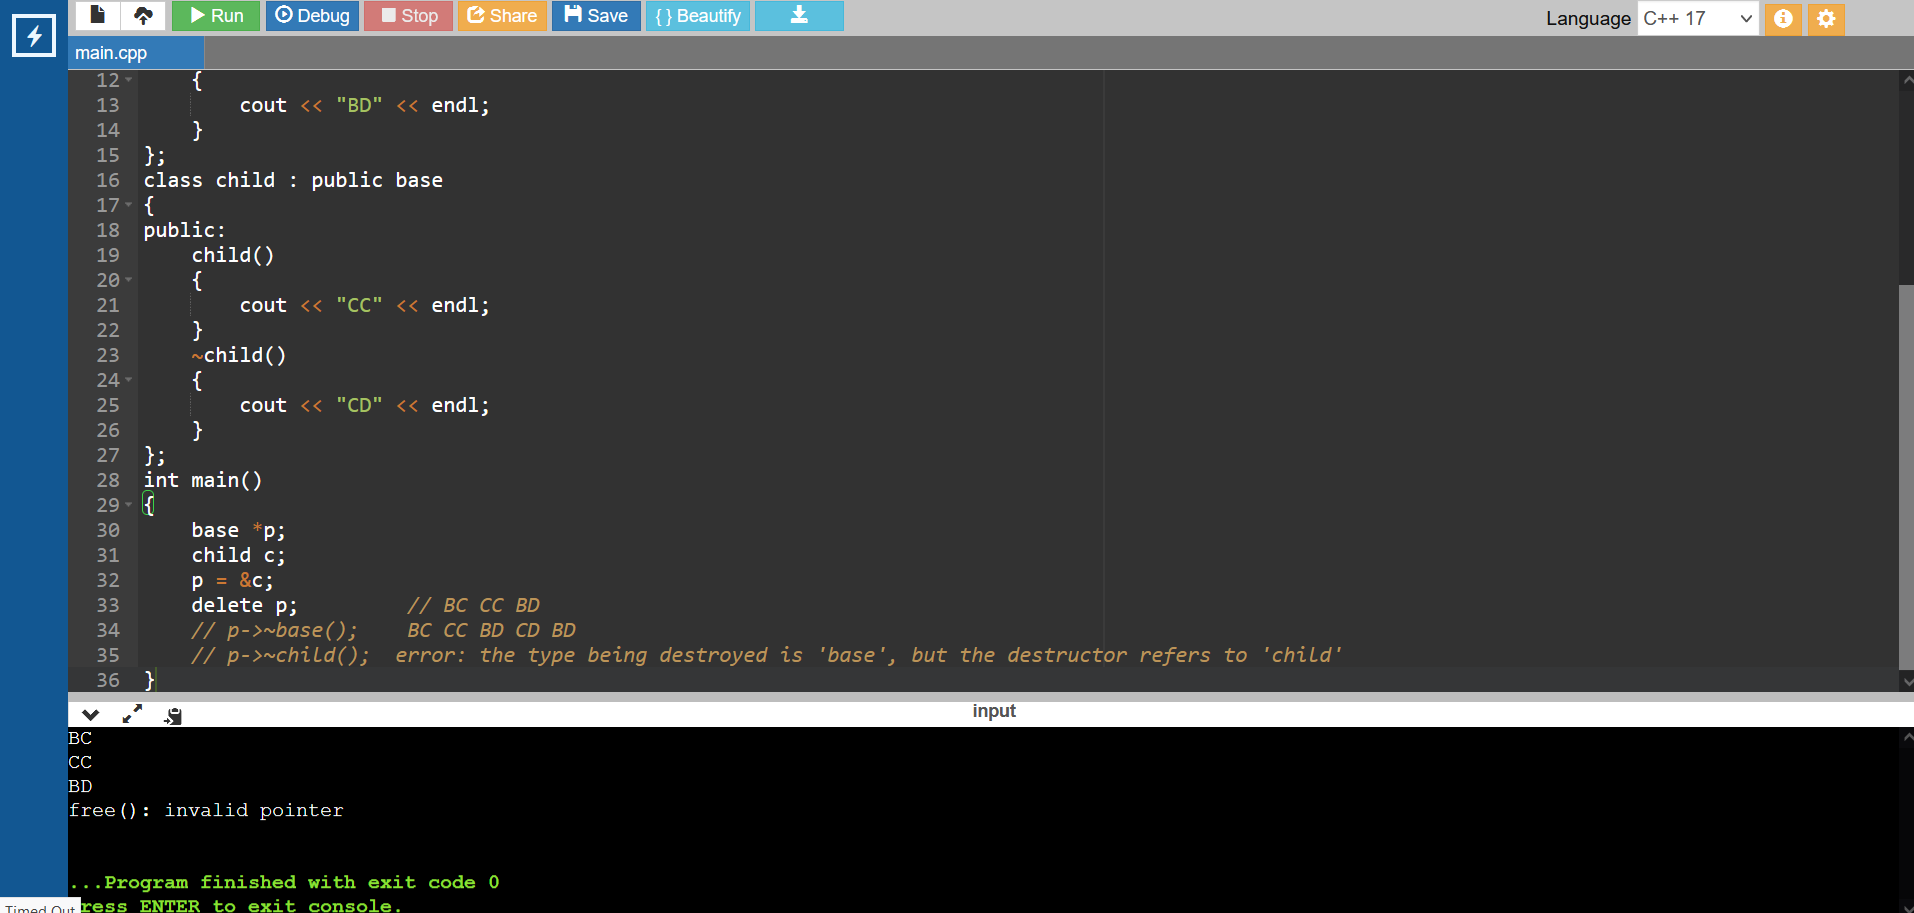 Run Debug Stop Share Save { } Beautify Language C++ 17
main.cpp
12 {
13 cout << "BD" << endl;
14 }
15 };
16 class child : public base
17 {
18 public:
19 child()
20 {
21 cout << "CC" << endl;
22 }
23 ~child()
24 {
25 cout << "CD" << endl;
26 }
27 };
28 int main()
29 {
30 base *p;
31 child c;
32 p = &c;
33 delete p; // BC CC BD
34 // p->~base(); BC CC BD CD BD
35 // p->~child(); error: the type being destroyed is 'base', but the destructor refers to 'child'
36 }
input
BC
CC
BD
free(): invalid pointer
...Program finished with exit code 0
ress ENTER to exit console.
Timed Out